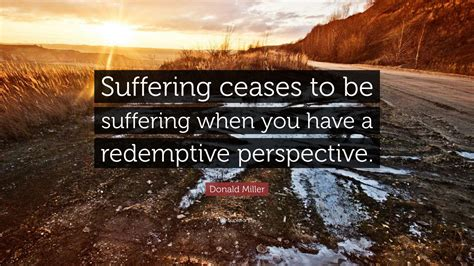 Suffering ceases to be
suffering when you have a
redemptive perspective.
Donald Miller